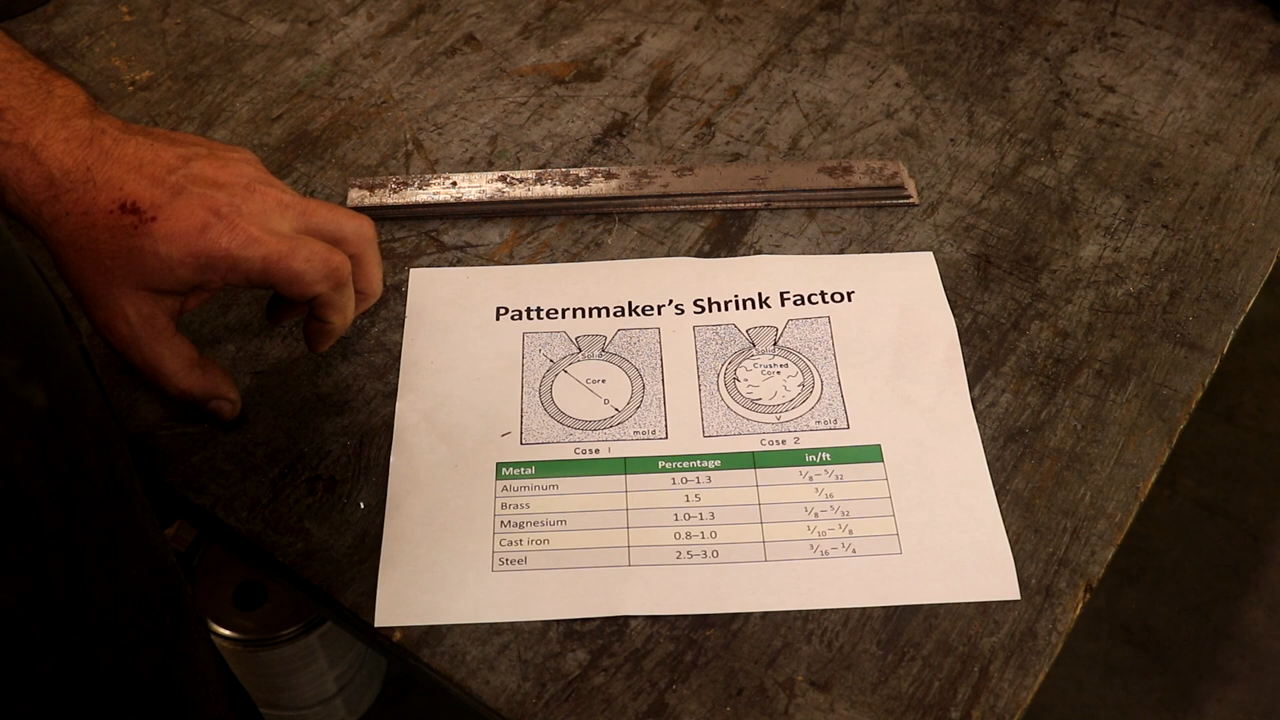 Patternmaker's Shrink Factor
Solid
Core
D
mold
Case 1
Solid
Crushed
Core
V
mold
Case 2
Metal Percentage in/ft
Aluminum 1.0–1.3 1/8 – 5/32
Brass 1.5 3/16
Magnesium 1.0–1.3 1/8 – 5/32
Cast iron 0.8–1.0 1/10 – 1/8
Steel 2.5–3.0 3/16 – 1/4